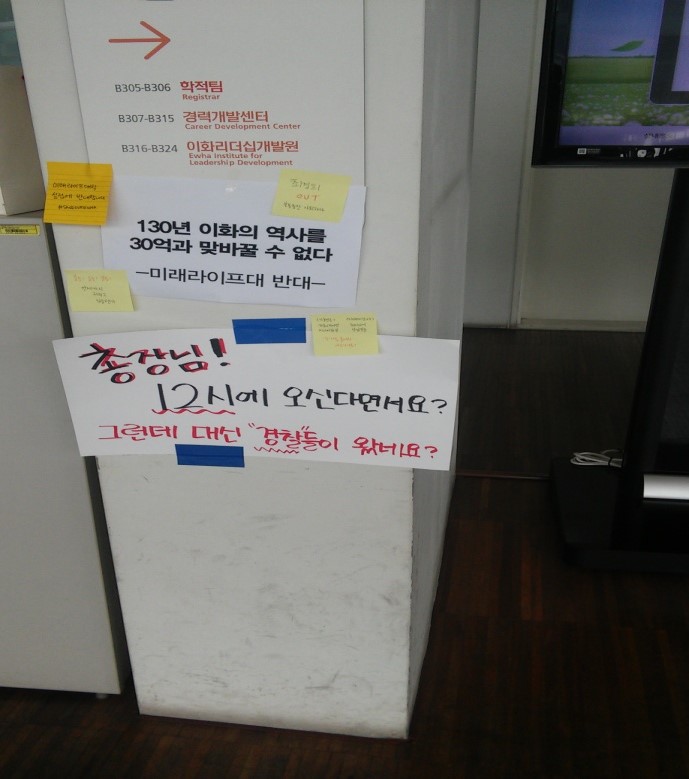 B305-B306 학적팀
Registrar
B307-B315 경력개발센터
Career Development Center
B316-B324 이화리더십개발원
Ewha Institute for
Leadership Development
OUT
130년 이화의 역사를
30억과 맞바꿀 수 없다
-미래라이프대 반대-
총장님!
12시에 오신다면서요?
그런데 대신 "경찰"들이 왔네요?